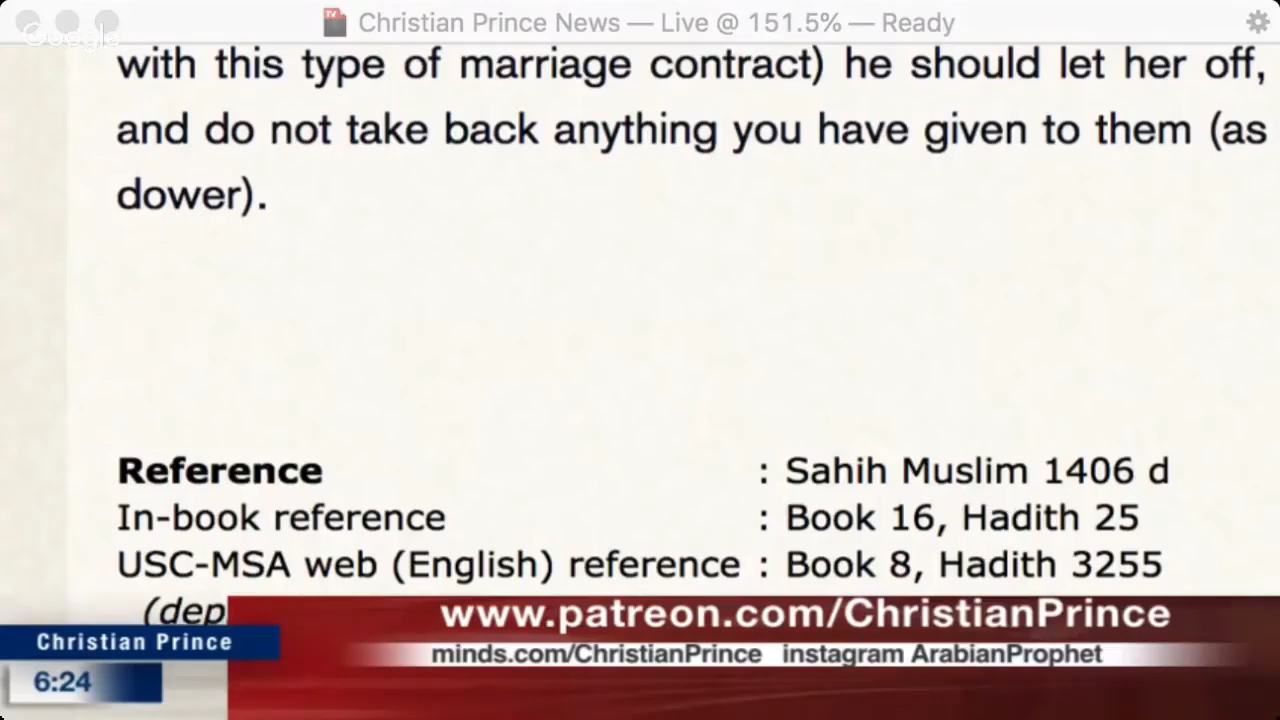 Christian Prince News — Live @ 151.5% — Ready
Google
with this type of marriage contract) he should let her off,
and do not take back anything you have given to them (as
dower).
Reference : Sahih Muslim 1406 d
In-book reference : Book 16, Hadith 25
USC-MSA web (English) reference : Book 8, Hadith 3255
(dep
www.patreon.com/ChristianPrince
Christian Prince
minds.com/ChristianPrince instagram ArabianProphet
6:24